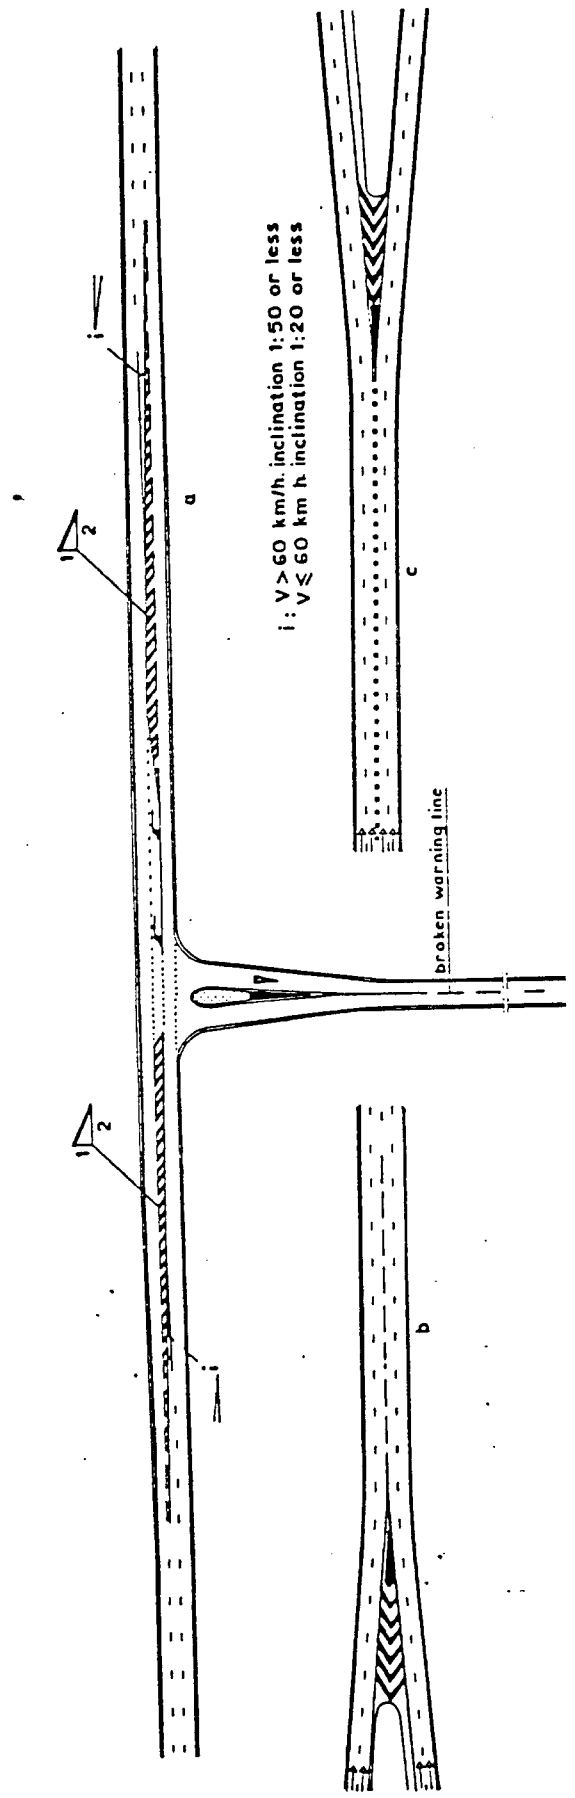 1
2
i
a
1
2
i
i : V > 60 km/h. inclination 1:50 or less
V ⩽ 60 km h. inclination 1:20 or less
broken warning line
b
c